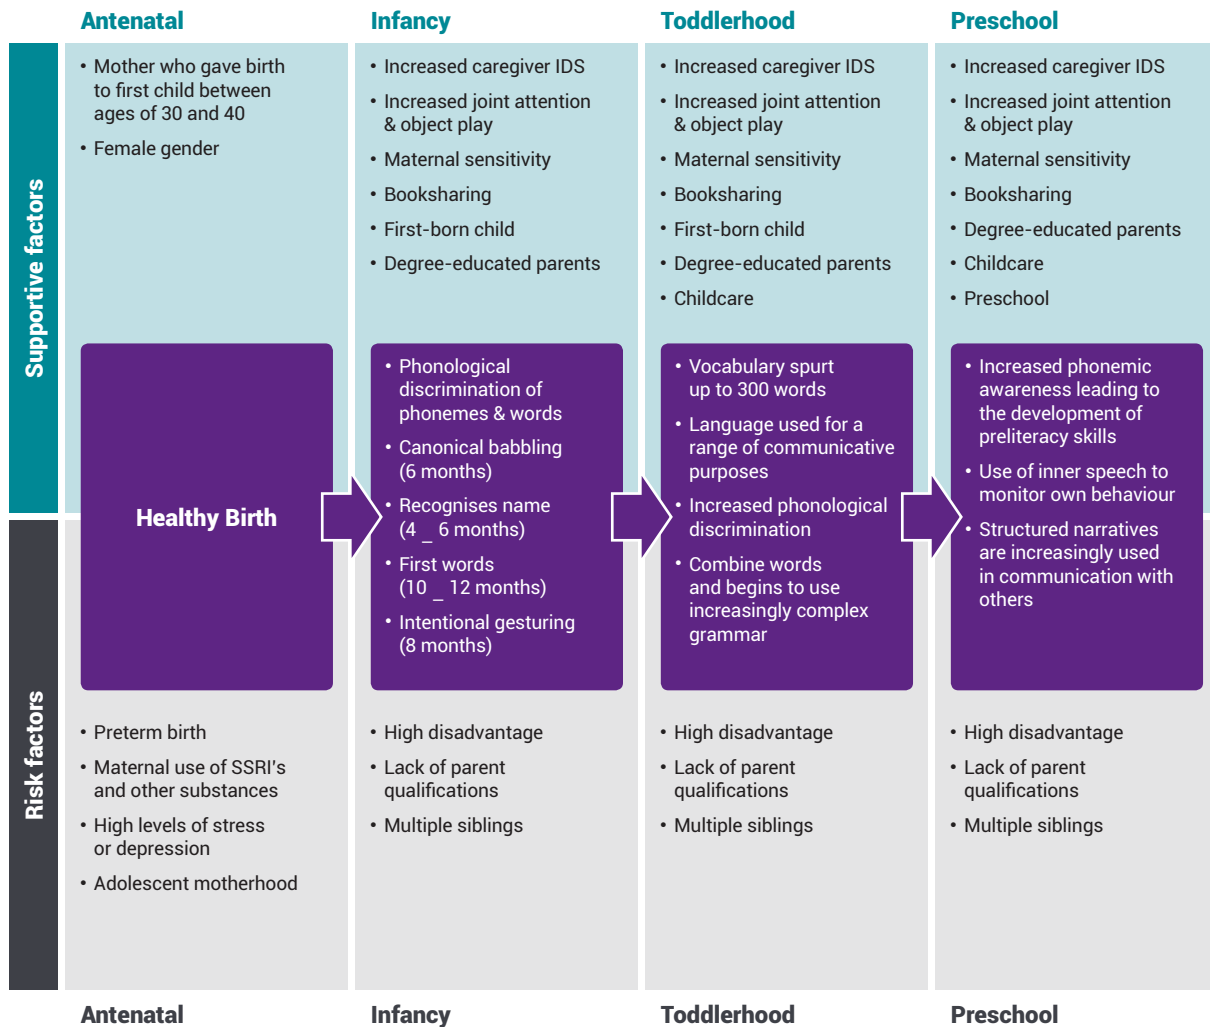 Antenatal
Infancy
Toddlerhood
Preschool
Supportive factors
• Mother who gave birth
to first child between
ages of 30 and 40
• Female gender
• Increased caregiver IDS
• Increased joint attention
& object play
• Maternal sensitivity
• Booksharing
• First-born child
• Degree-educated parents
• Increased caregiver IDS
• Increased joint attention
& object play
• Maternal sensitivity
• Booksharing
• First-born child
• Degree-educated parents
• Childcare
• Increased caregiver IDS
• Increased joint attention
& object play
• Maternal sensitivity
• Booksharing
• Degree-educated parents
• Childcare
• Preschool
Healthy Birth
• Phonological
discrimination of
phonemes & words
• Canonical babbling
(6 months)
• Recognises name
(4 _ 6 months)
• First words
(10 _ 12 months)
• Intentional gesturing
(8 months)
• Vocabulary spurt
up to 300 words
• Language used for a
range of communicative
purposes
• Increased phonological
discrimination
• Combine words
and begins to use
increasingly complex
grammar
• Increased phonemic
awareness leading to
the development of
preliteracy skills
• Use of inner speech to
monitor own behaviour
• Structured narratives
are increasingly used
in communication with
others
Risk factors
• Preterm birth
• Maternal use of SSRI's
and other substances
• High levels of stress
or depression
• Adolescent motherhood
• High disadvantage
• Lack of parent
qualifications
• Multiple siblings
• High disadvantage
• Lack of parent
qualifications
• Multiple siblings
• High disadvantage
• Lack of parent
qualifications
• Multiple siblings
Antenatal
Infancy
Toddlerhood
Preschool